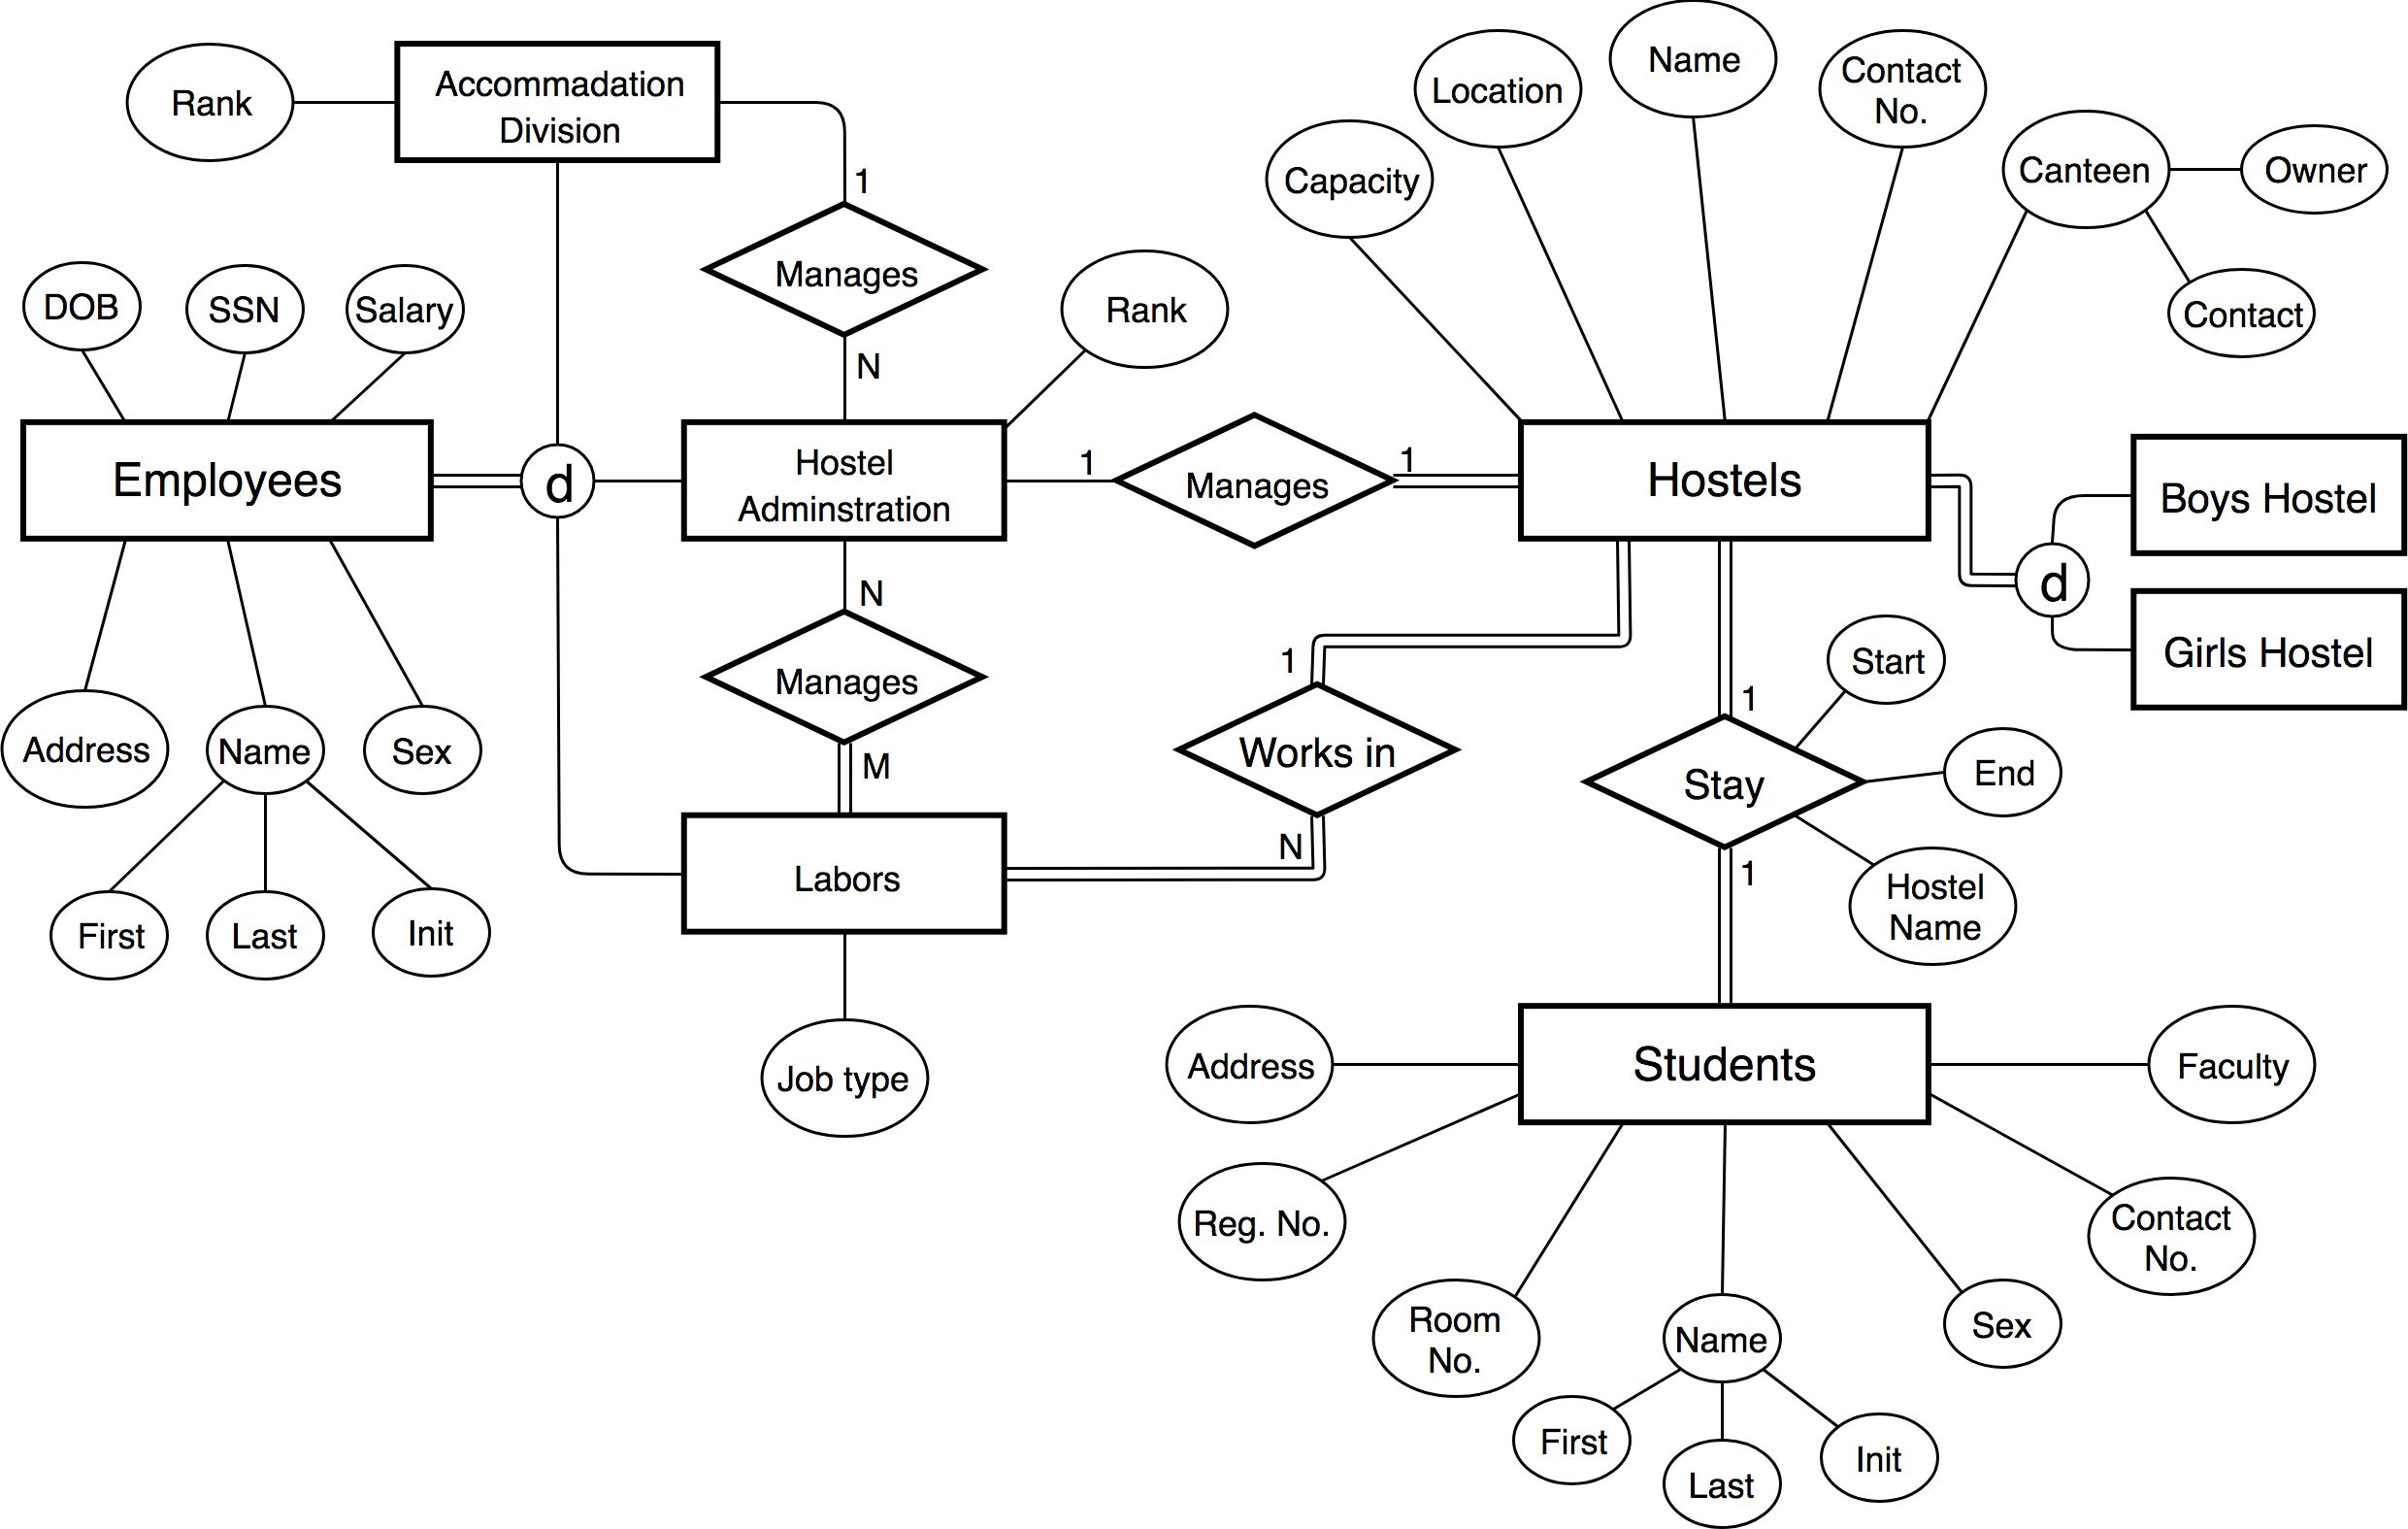 Name
Location
Contact
No.
Accommadation
Division
Rank
Capacity
Canteen
Owner
1
Manages
N
DOB
SSN
Salary
Rank
Contact
Employees
d
Hostel
Adminstration
1
Manages
1
Hostels
Boys Hostel
d
Girls Hostel
N
Manages
M
1
Works in
N
1
Stay
1
Start
End
Hostel
Name
Address
Name
Sex
First
Last
Init
Labors
Job type
Address
Students
Faculty
Reg. No.
Contact
No.
Room
No.
Name
Sex
First
Last
Init